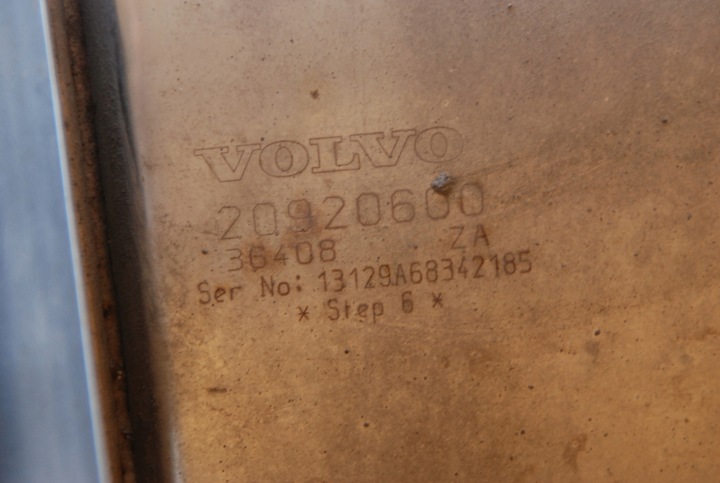 VOLVO
20920600
36408 ZA
Ser No: 13129A68342185
* Step 6 *